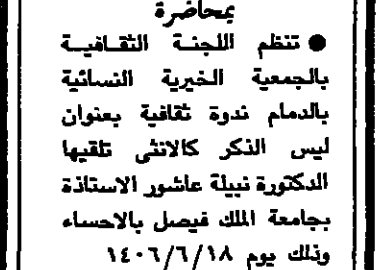 بمحاضرة
● تنظم اللجنة الثقافية
بالجمعية الخيرية النسائية
بالدمام ندوة ثقافية بعنوان
ليس الذكر كالانثى تلقيها
الدكتورة نبيلة عاشور الاستاذة
بجامعة الملك فيصل بالاحساء
وذلك يوم ١٤٠٦/٦/١٨